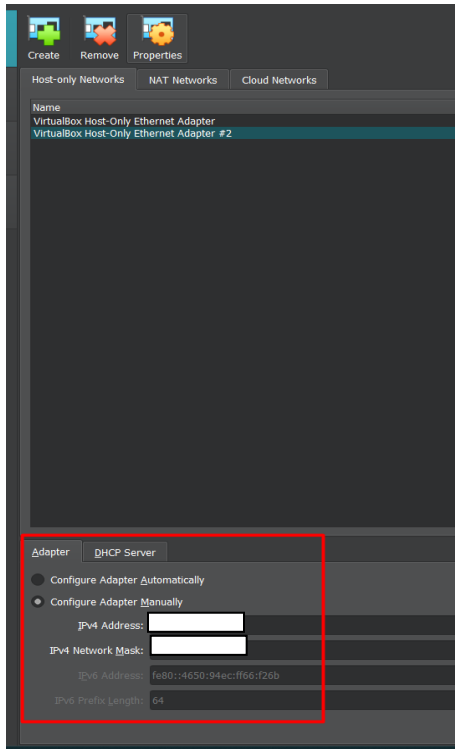 Create Remove Properties
Host-only Networks NAT Networks Cloud Networks
Name
VirtualBox Host-Only Ethernet Adapter
VirtualBox Host-Only Ethernet Adapter #2
Adapter DHCP Server
Configure Adapter Automatically
Configure Adapter Manually
IPv4 Address:
IPv4 Network Mask:
IPv6 Address: fe80::4650:94ec:ff66:f26b
IPv6 Prefix Length: 64